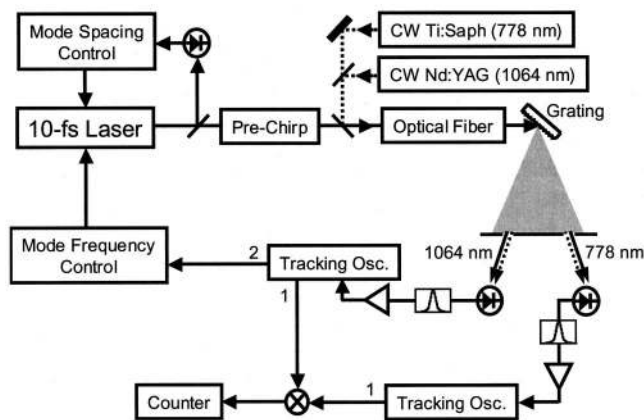 Mode Spacing
Control
CW Ti:Saph (778 nm)
CW Nd:YAG (1064 nm)
Grating
10-fs Laser
Pre-Chirp
Optical Fiber
1064 nm
778 nm
Mode Frequency
Control
2
Tracking Osc.
1
Counter
1
Tracking Osc.